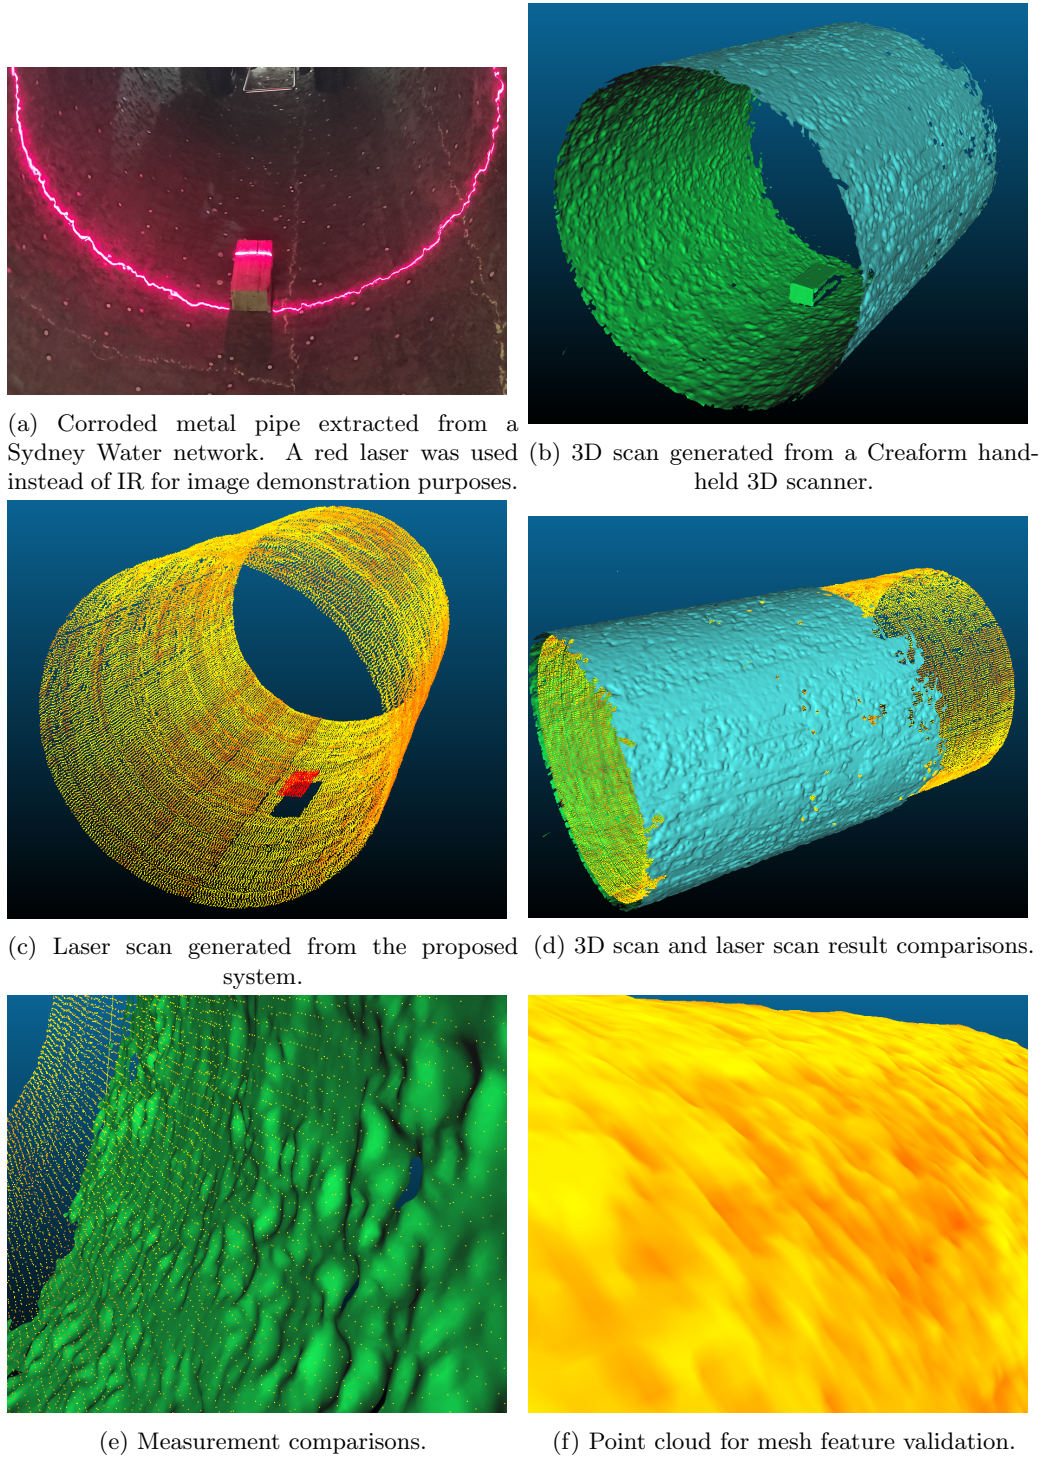 (a) Corroded metal pipe extracted from a
Sydney Water network. A red laser was used
instead of IR for image demonstration purposes.
(b) 3D scan generated from a Creaform hand-
held 3D scanner.
(c) Laser scan generated from the proposed
system.
(d) 3D scan and laser scan result comparisons.
(e) Measurement comparisons.
(f) Point cloud for mesh feature validation.